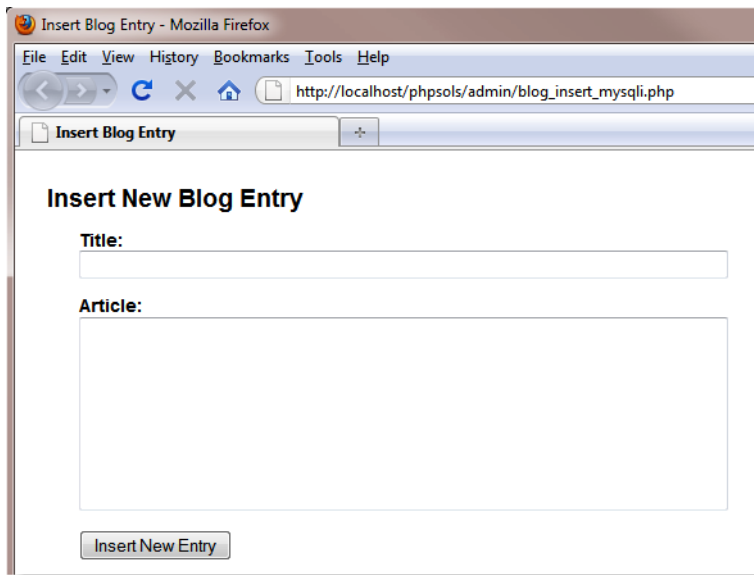 Insert Blog Entry - Mozilla Firefox
File Edit View History Bookmarks Tools Help
http://localhost/phpsols/admin/blog_insert_mysqli.php
Insert Blog Entry
Insert New Blog Entry
Title:
Article:
Insert New Entry